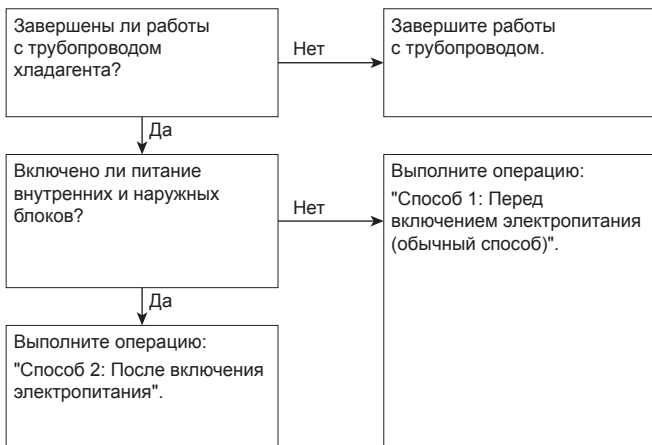 Завершены ли работы
с трубопроводом
хладагента?
Нет
Завершите работы
с трубопроводом.
Да
Включено ли питание
внутренних и наружных
блоков?
Нет
Выполните операцию:
"Способ 1: Перед
включением электропитания
(обычный способ)".
Да
Выполните операцию:
"Способ 2: После включения
электропитания".